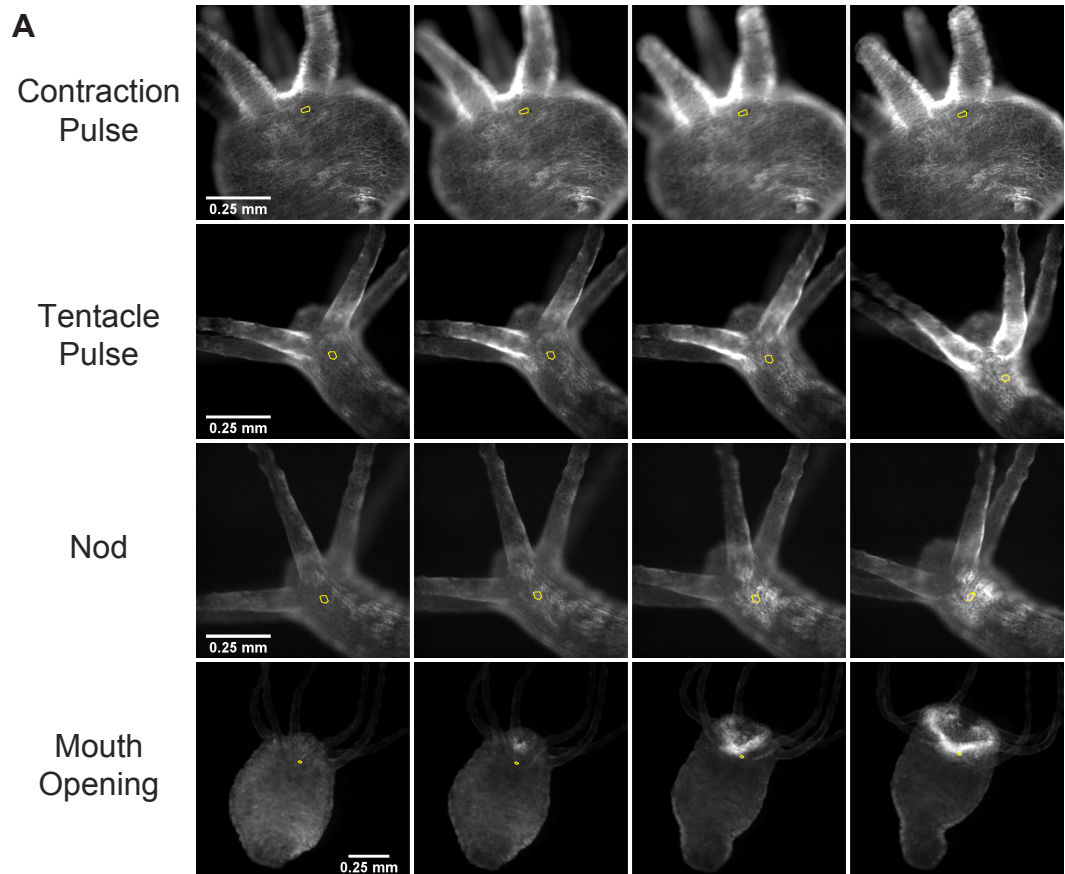 A
Contraction
Pulse
0.25 mm
Tentacle
Pulse
0.25 mm
Nod
0.25 mm
Mouth
Opening
0.25 mm